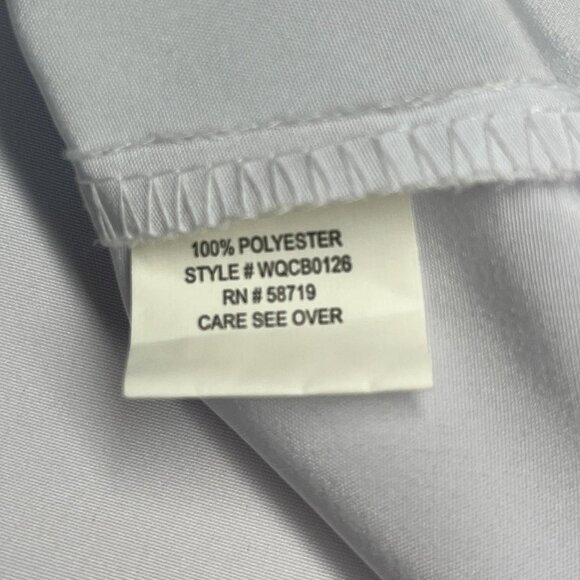 100% POLYESTER
STYLE # WQCB0126
RN # 58719
CARE SEE OVER